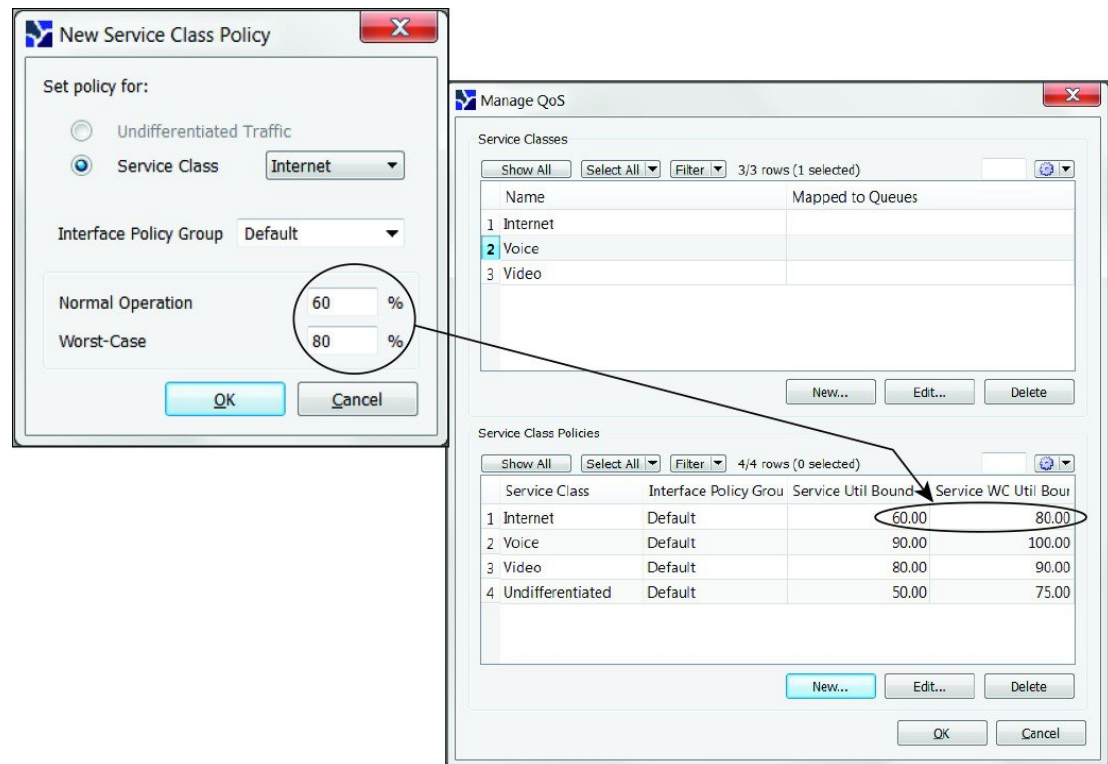 New Service Class Policy
X
Set policy for:
Undifferentiated Traffic
Service Class Internet
Interface Policy Group Default
Normal Operation 60 %
Worst-Case 80 %
OK Cancel
Manage QoS
X
Service Classes
Show All Select All Filter 3/3 rows (1 selected)
Name Mapped to Queues
1 Internet
2 Voice
3 Video
New... Edit... Delete
Service Class Policies
Show All Select All Filter 4/4 rows (0 selected)
Service Class Interface Policy Grou Service Util Bound Service WC Util Bour
1 Internet Default 60.00 80.00
2 Voice Default 90.00 100.00
3 Video Default 80.00 90.00
4 Undifferentiated Default 50.00 75.00
New... Edit... Delete
OK Cancel